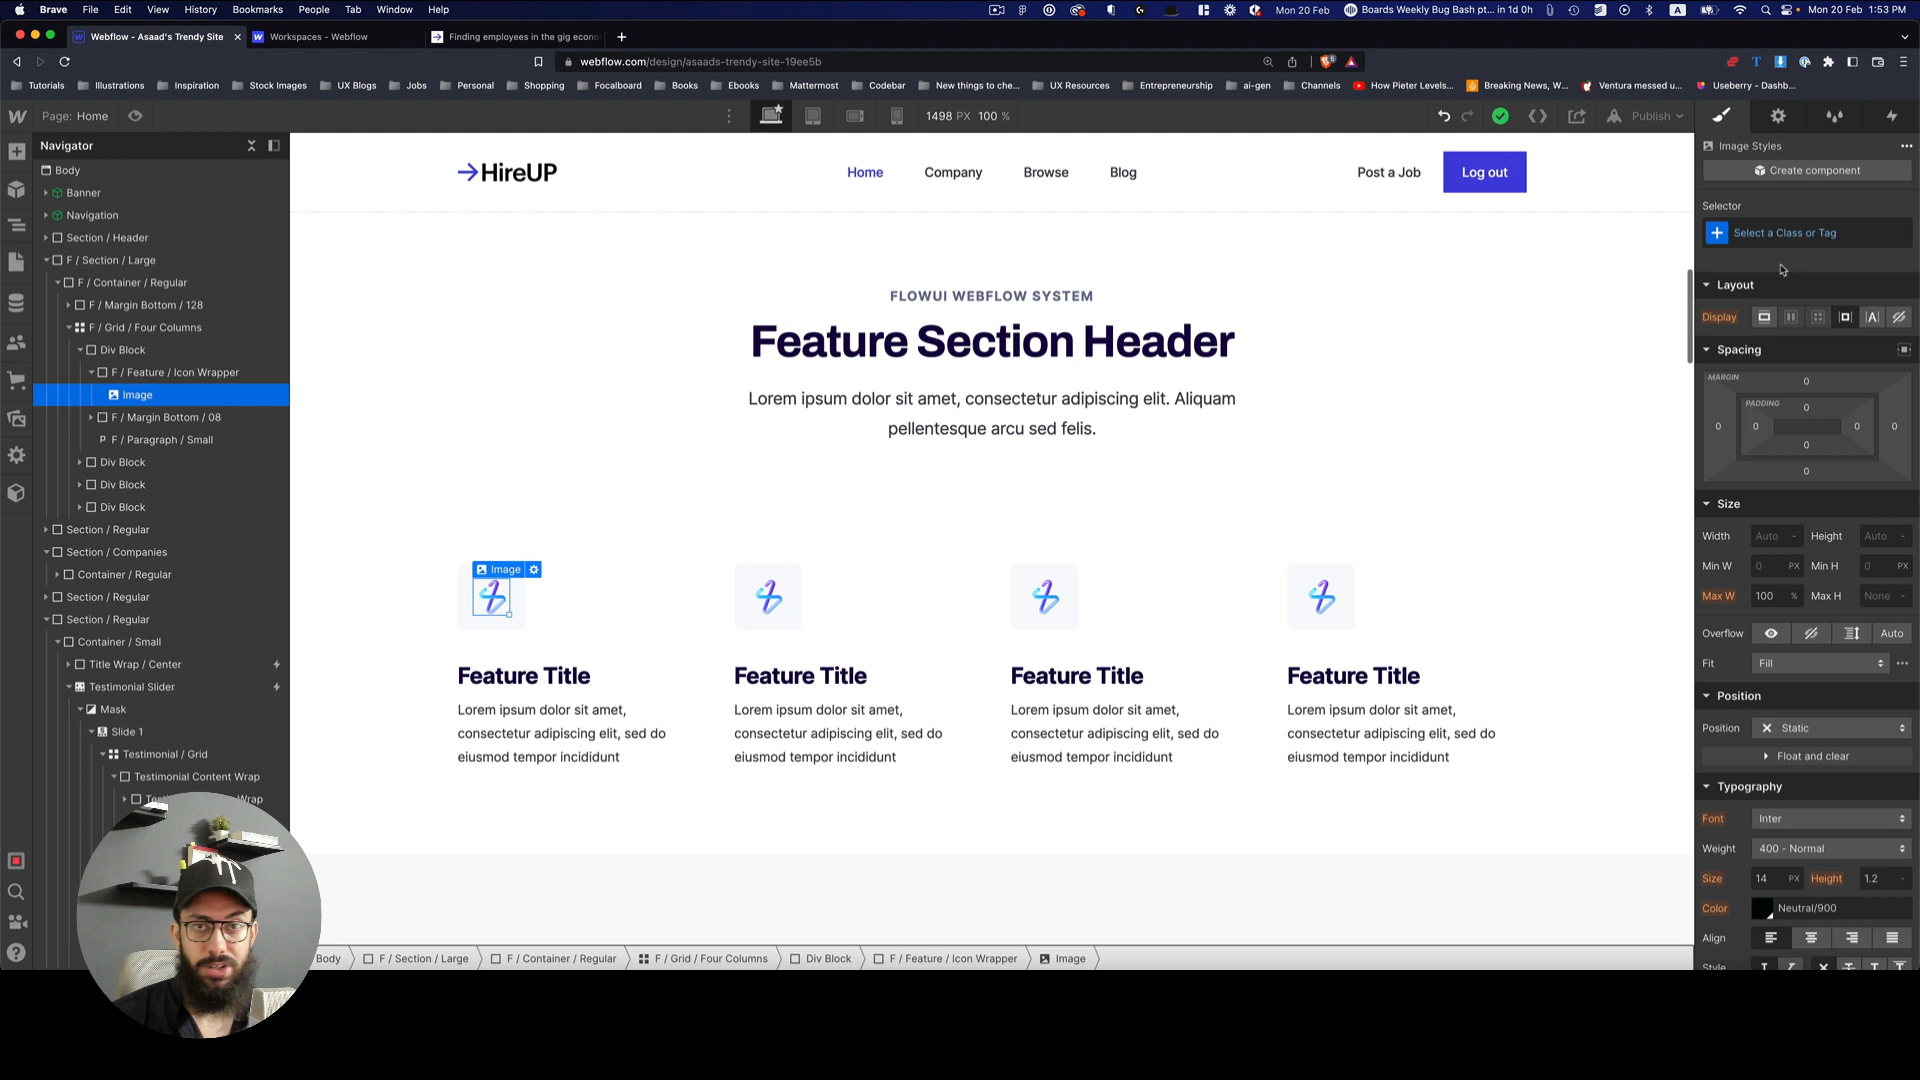 Brave File Edit View History Bookmarks People Tab Window Help
Mon 20 Feb Boards Weekly Bug Bash pt... in 1d 0h A Mon 20 Feb 1:53 PM
Webflow - Asaad's Trendy Site
Workspaces - Webflow
Finding employees in the gig econo
webflow.com/design/asaads-trendy-site-19ee5b
Tutorials Illustrations Inspiration Stock Images UX Blogs Jobs Personal Shopping Focalboard Books Ebooks Mattermost Codebar New things to che... UX Resources Entrepreneurship ai-gen Channels How Pieter Levels... Breaking News, W... Ventura messed u... Useberry - Dashb...
Page: Home
1498 PX 100 %
Publish
Navigator
Body
Banner
Navigation
Section / Header
F / Section / Large
F / Container / Regular
F / Margin Bottom / 128
F / Grid / Four Columns
Div Block
F / Feature / Icon Wrapper
Image
F / Margin Bottom / 08
F / Paragraph / Small
Div Block
Div Block
Div Block
Section / Regular
Section / Companies
Container / Regular
Section / Regular
Section / Regular
Container / Small
Title Wrap / Center
Testimonial Slider
Mask
Slide 1
Testimonial / Grid
Testimonial Content Wrap
HireUP
Home Company Browse Blog
Post a Job
Log out
FLOWUI WEBFLOW SYSTEM
Feature Section Header
Lorem ipsum dolor sit amet, consectetur adipiscing elit. Aliquam
pellentesque arcu sed felis.
Image
Feature Title
Lorem ipsum dolor sit amet,
consectetur adipiscing elit, sed do
eiusmod tempor incididunt
Feature Title
Lorem ipsum dolor sit amet,
consectetur adipiscing elit, sed do
eiusmod tempor incididunt
Feature Title
Lorem ipsum dolor sit amet,
consectetur adipiscing elit, sed do
eiusmod tempor incididunt
Feature Title
Lorem ipsum dolor sit amet,
consectetur adipiscing elit, sed do
eiusmod tempor incididunt
Body F / Section / Large F / Container / Regular F / Grid / Four Columns Div Block F / Feature / Icon Wrapper Image
Image Styles
Create component
Selector
Select a Class or Tag
Layout
Display
Spacing
MARGIN
0
PADDING
0
0 0 0 0
0
0
Size
Width Auto - Height Auto -
Min W 0 PX Min H 0 PX
Max W 100 % Max H None -
Overflow Auto
Fit Fill
Position
Position Static
Float and clear
Typography
Font Inter
Weight 400 - Normal
Size 14 PX Height 1.2 -
Color Neutral/900
Align
Style